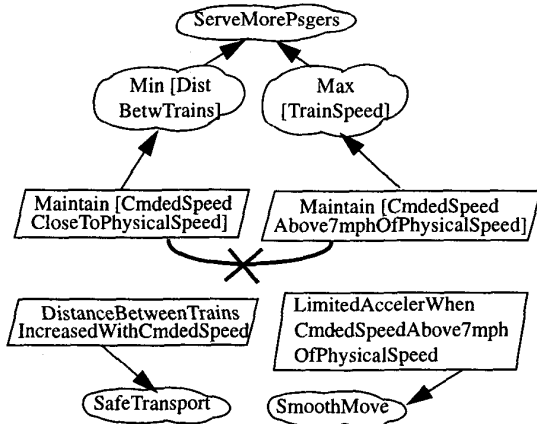 ServeMorePsgers
Min [Dist
BetwTrains]
Max
[TrainSpeed]
Maintain [CmdedSpeed
CloseToPhysicalSpeed]
Maintain [CmdedSpeed
Above7mphOfPhysicalSpeed]
DistanceBetweenTrains
IncreasedWithCmdedSpeed
LimitedAccelerWhen
CmdedSpeedAbove7mph
OfPhysicalSpeed
SafeTransport
SmoothMove